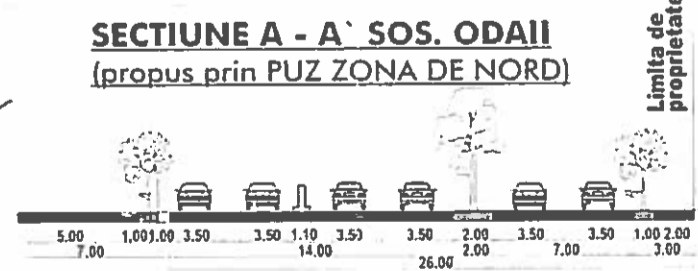 SECTIUNE A - A` SOS. ODAII
(propus prin PUZ ZONA DE NORD)
Limita de
proprietate
5.00 1.00 1.00 3.50 3.50 1.10 3.50 3.50 2.00 3.50 3.50 1.00 2.00
7.00 14.00 2.00 7.00 3.00
26.00